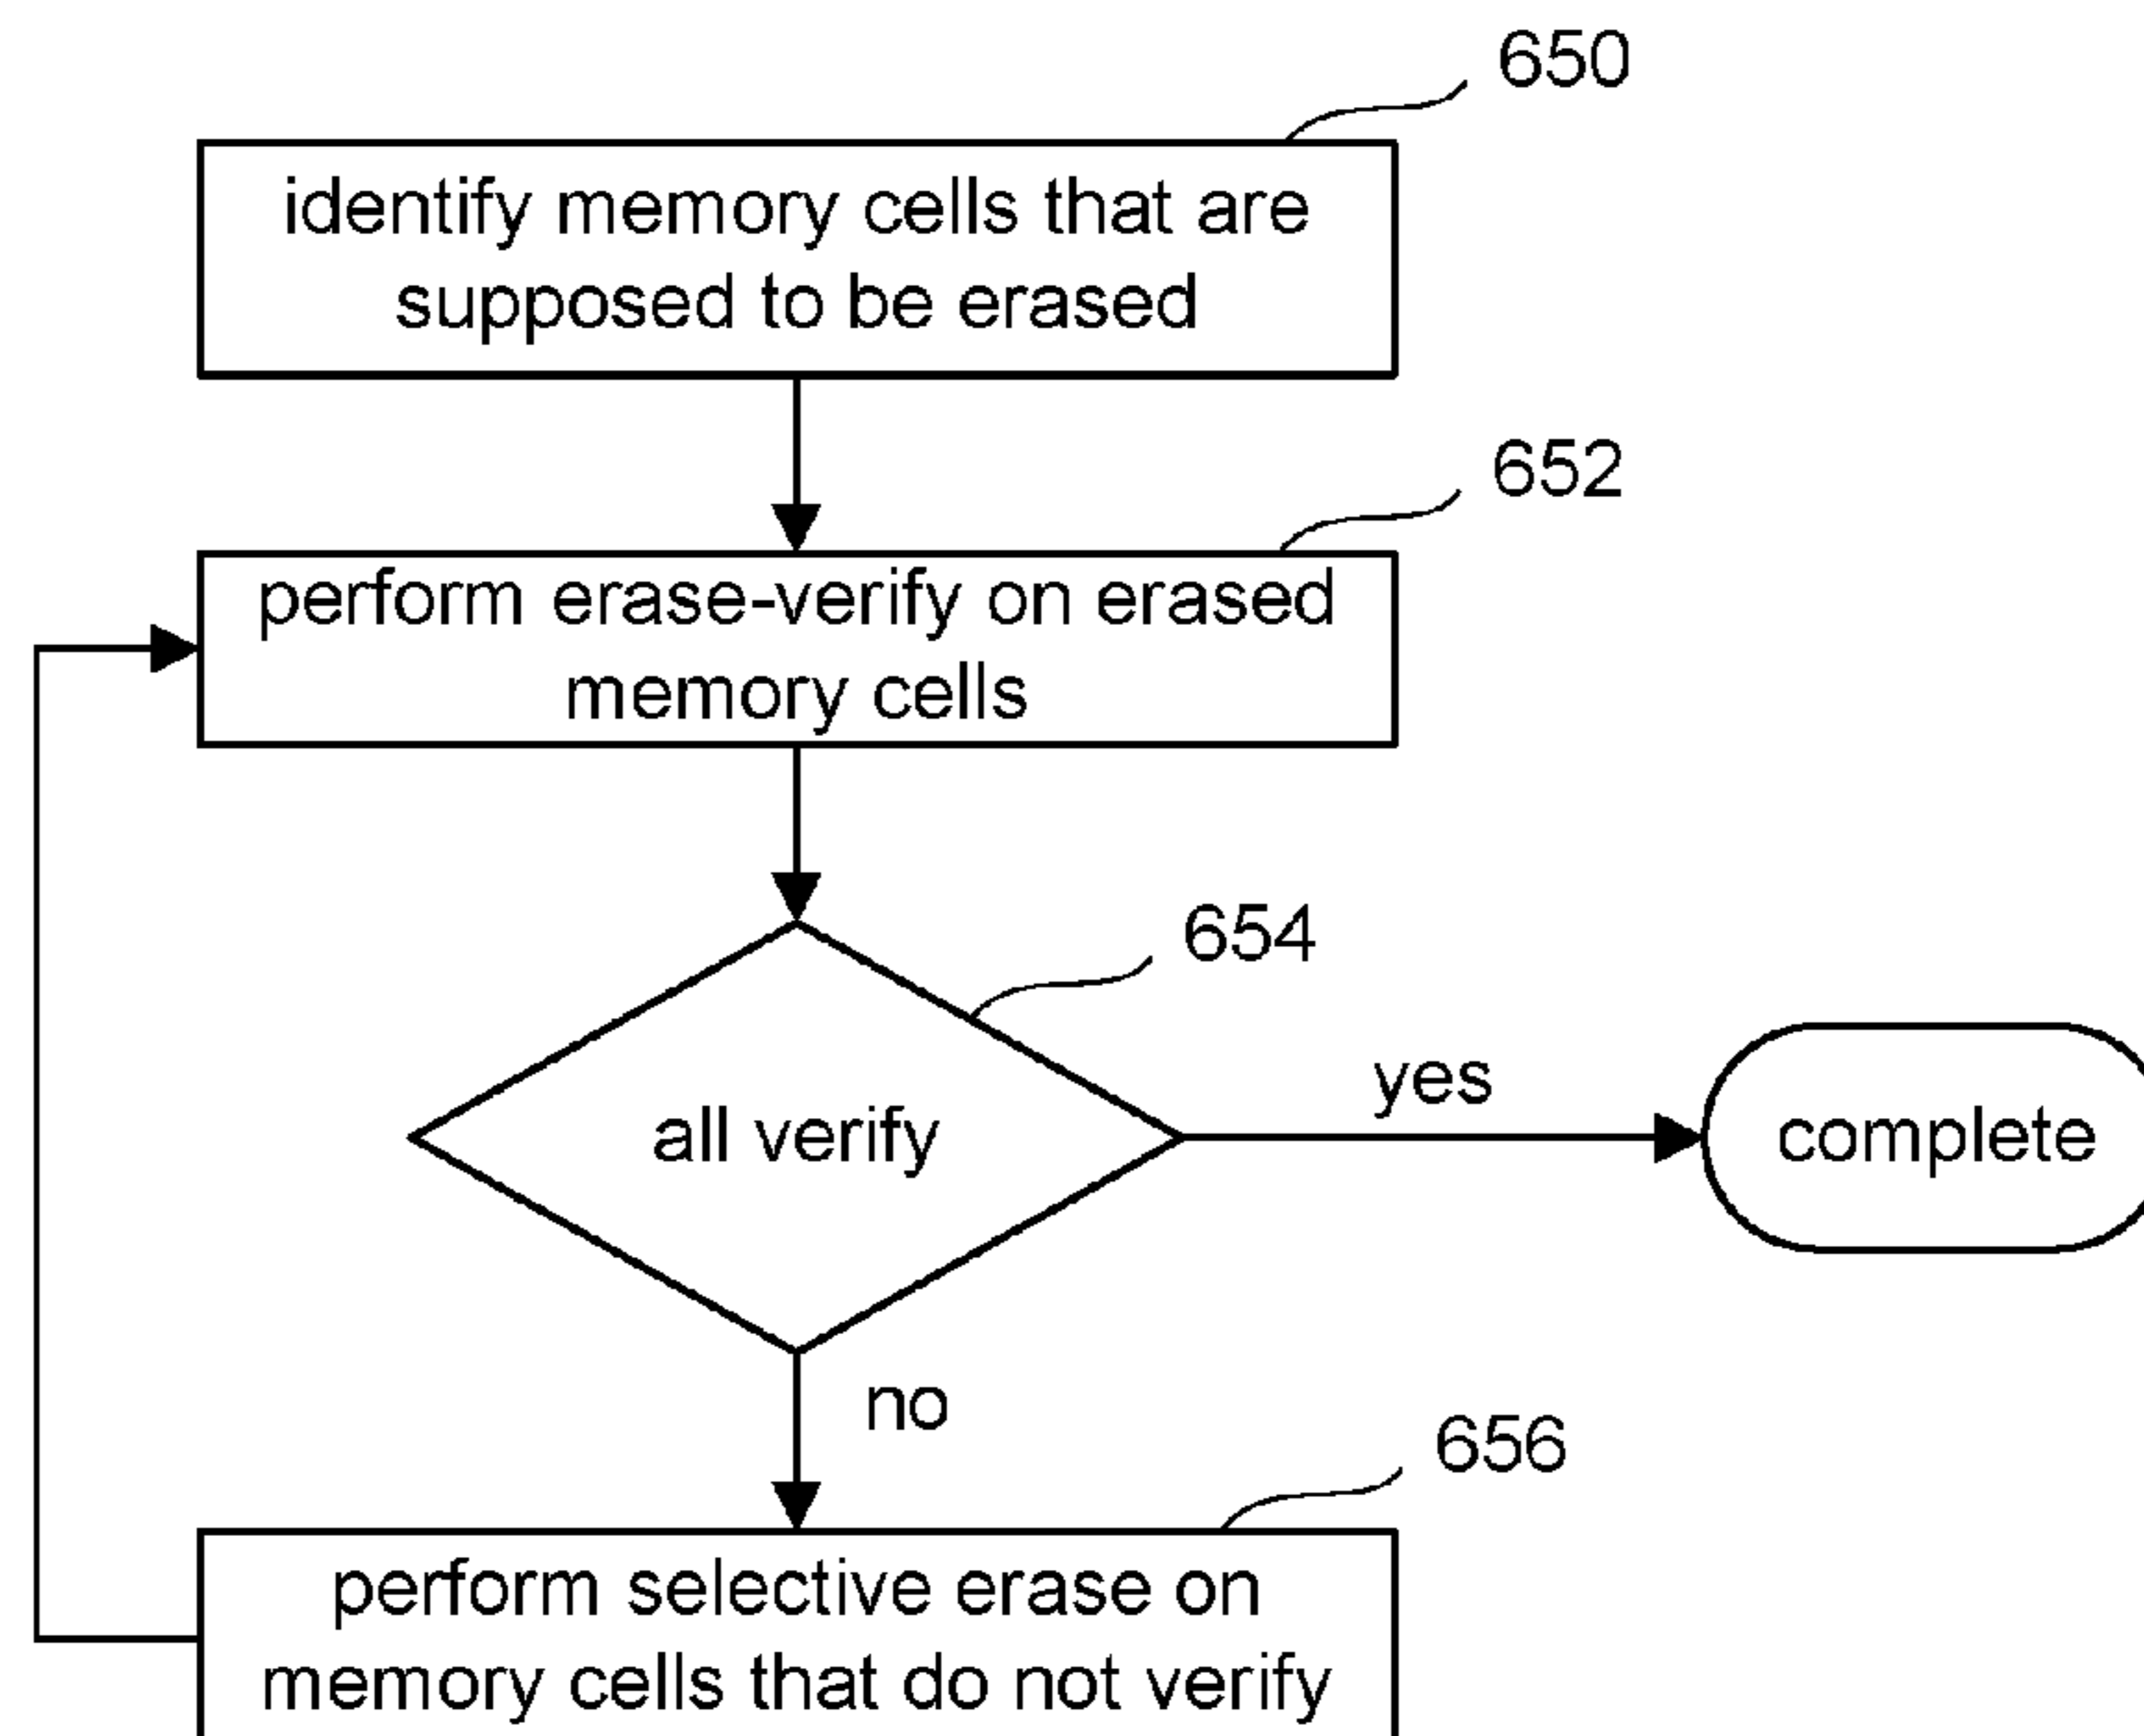 650
identify memory cells that are
supposed to be erased
652
perform erase-verify on erased
memory cells
654
all verify
yes
complete
no
656
perform selective erase on
memory cells that do not verify